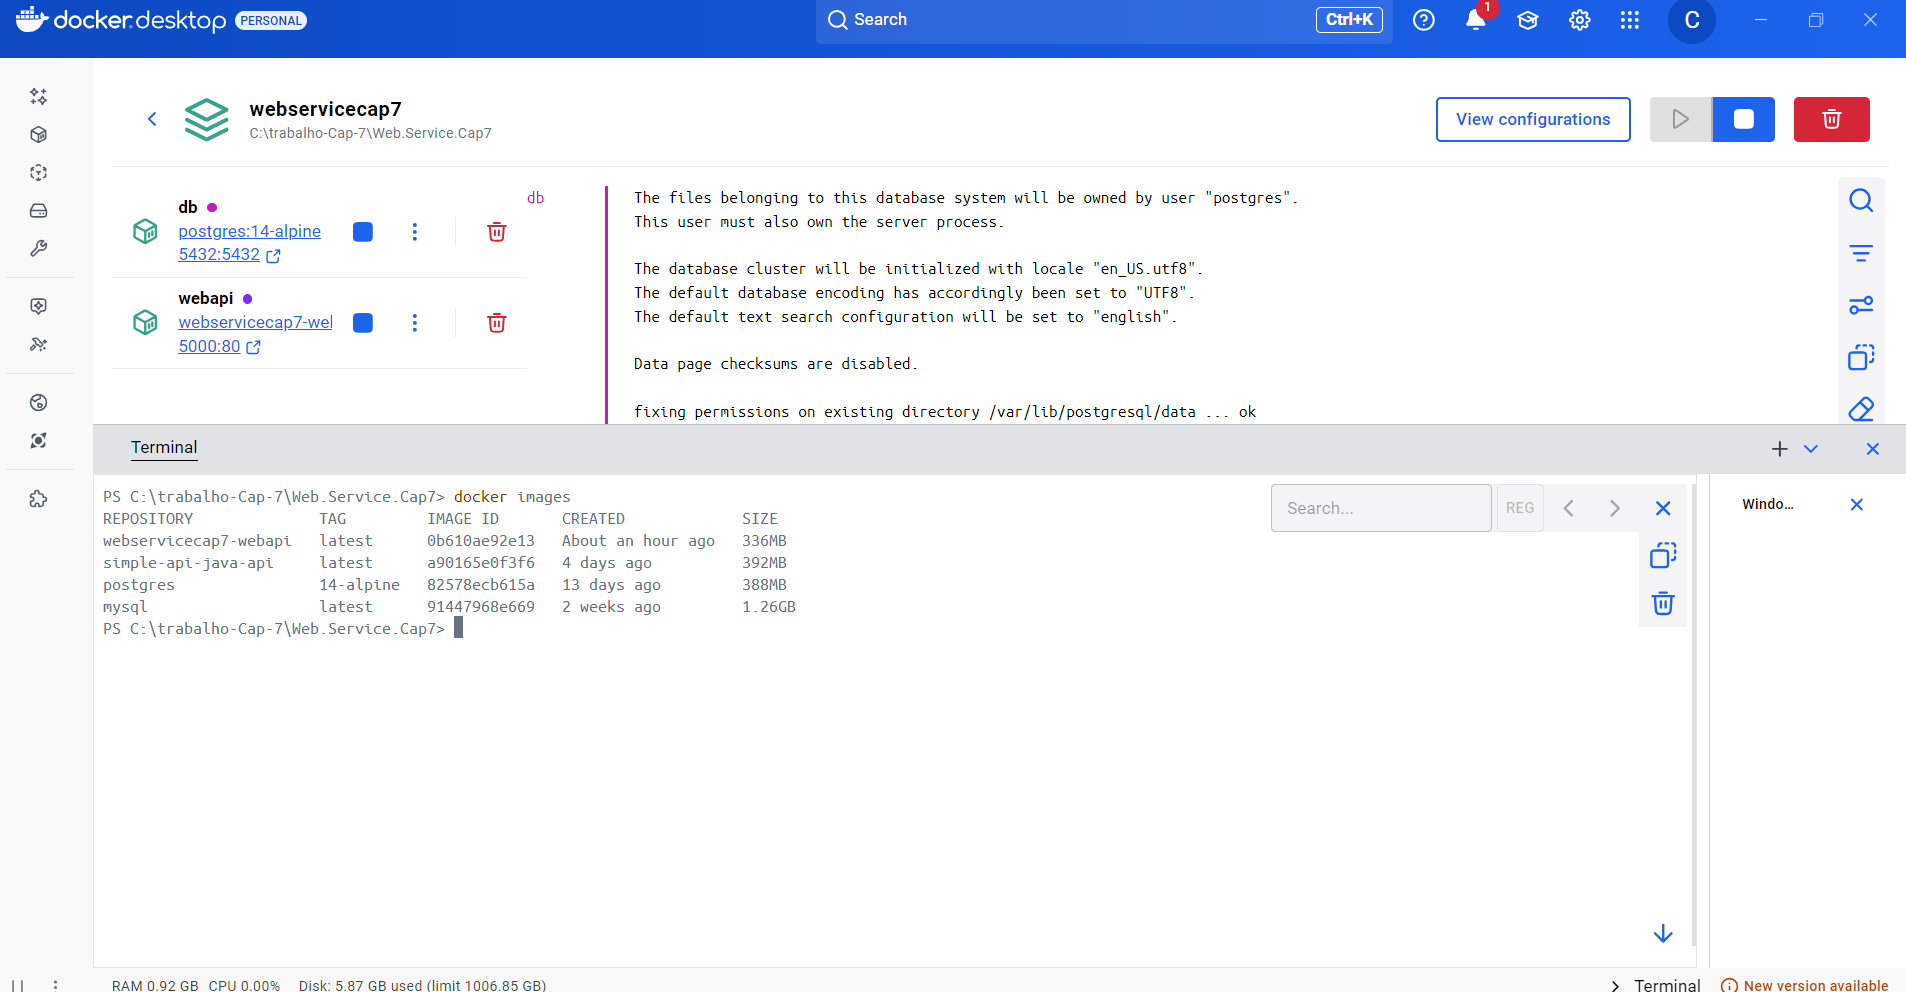 docker.desktop PERSONAL
Search
Ctrl+K
1
C
webservicecap7
C:\trabalho-Cap-7\Web.Service.Cap7
View configurations
db
postgres:14-alpine
5432:5432
webapi
webservicecap7-wel
5000:80
db
The files belonging to this database system will be owned by user "postgres".
This user must also own the server process.
The database cluster will be initialized with locale "en_US.utf8".
The default database encoding has accordingly been set to "UTF8".
The default text search configuration will be set to "english".
Data page checksums are disabled.
fixing permissions on existing directory /var/lib/postgresql/data ... ok
Terminal
PS C:\trabalho-Cap-7\Web.Service.Cap7> docker images
REPOSITORY TAG IMAGE ID CREATED SIZE
webservicecap7-webapi latest 0b610ae92e13 About an hour ago 336MB
simple-api-java-api latest a90165e0f3f6 4 days ago 392MB
postgres 14-alpine 82578ecb615a 13 days ago 388MB
mysql latest 91447968e669 2 weeks ago 1.26GB
PS C:\trabalho-Cap-7\Web.Service.Cap7>
Search...
REG
Windo...
RAM 0.92 GB CPU 0.00% Disk: 5.87 GB used (limit 1006.85 GB)
Terminal
New version available